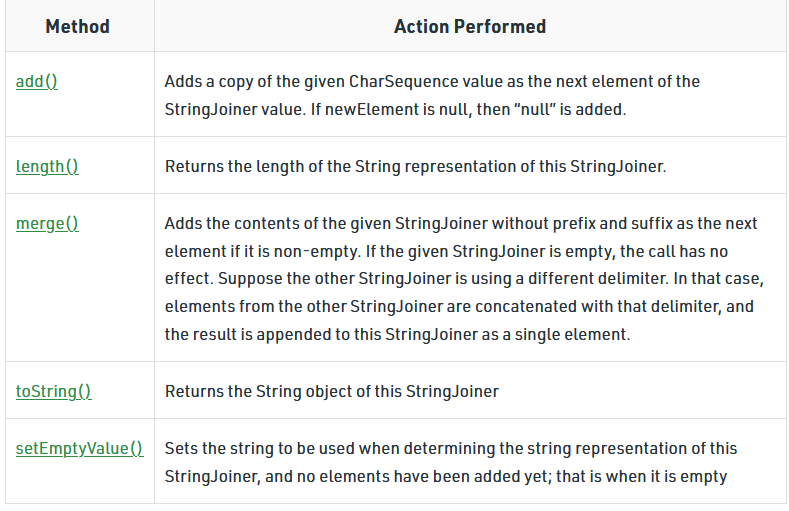 Method Action Performed
add() Adds a copy of the given CharSequence value as the next element of the
StringJoiner value. If newElement is null, then “null” is added.
length() Returns the length of the String representation of this StringJoiner.
merge() Adds the contents of the given StringJoiner without prefix and suffix as the next
element if it is non-empty. If the given StringJoiner is empty, the call has no
effect. Suppose the other StringJoiner is using a different delimiter. In that case,
elements from the other StringJoiner are concatenated with that delimiter, and
the result is appended to this StringJoiner as a single element.
toString() Returns the String object of this StringJoiner
setEmptyValue() Sets the string to be used when determining the string representation of this
StringJoiner, and no elements have been added yet; that is when it is empty